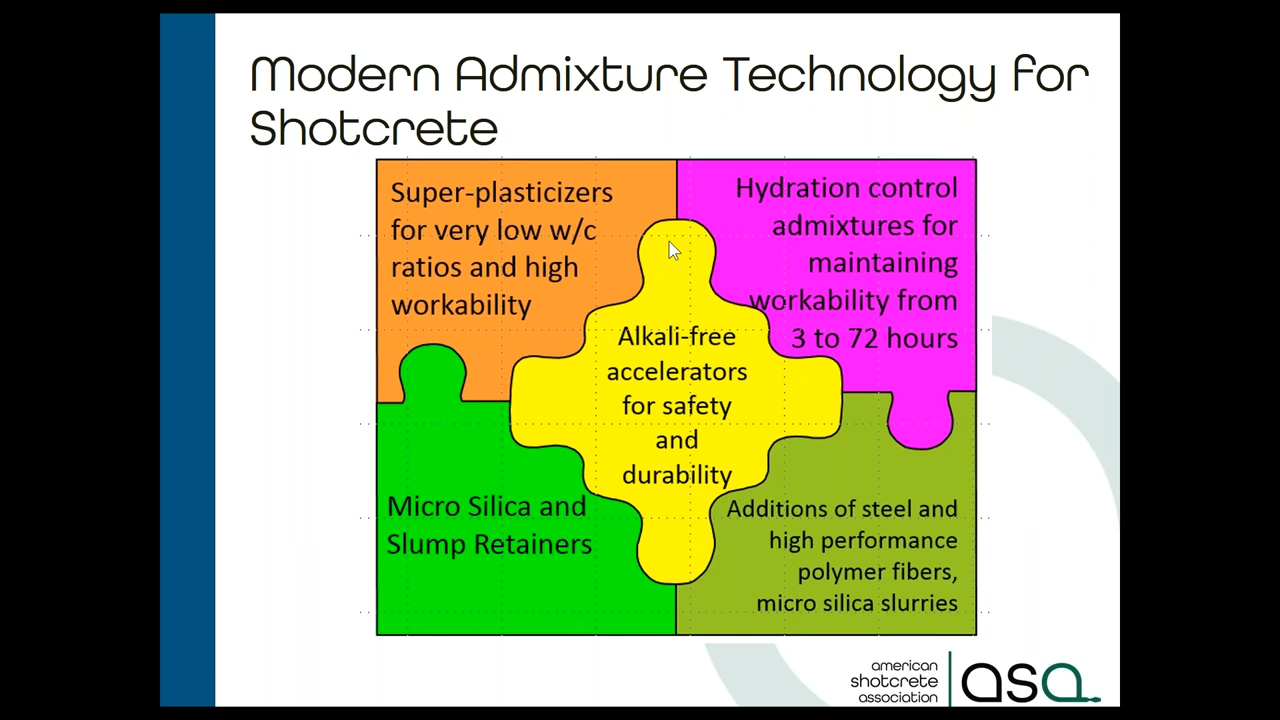 Modern Admixture Technology for
Shotcrete
Super-plasticizers
for very low w/c
ratios and high
workability
Hydration control
admixtures for
maintaining
workability from
3 to 72 hours
Alkali-free
accelerators
for safety
and
durability
Micro Silica and
Slump Retainers
Additions of steel and
high performance
polymer fibers,
micro silica slurries
american
shotcrete
association
asa